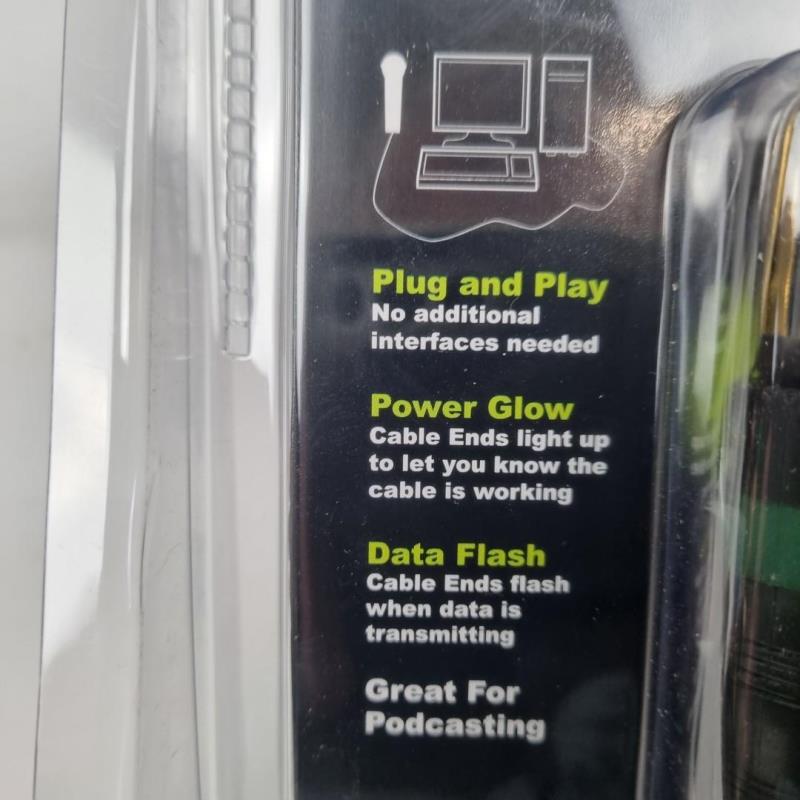 Plug and Play
No additional
interfaces needed
Power Glow
Cable Ends light up
to let you know the
cable is working
Data Flash
Cable Ends flash
when data is
transmitting
Great For
Podcasting